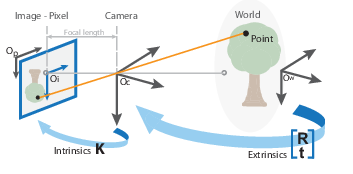 Image - Pixel
Camera
World
Focal length
Point
Op
Oi
Oc
Ow
Intrinsics K
Extrinsics [R t]